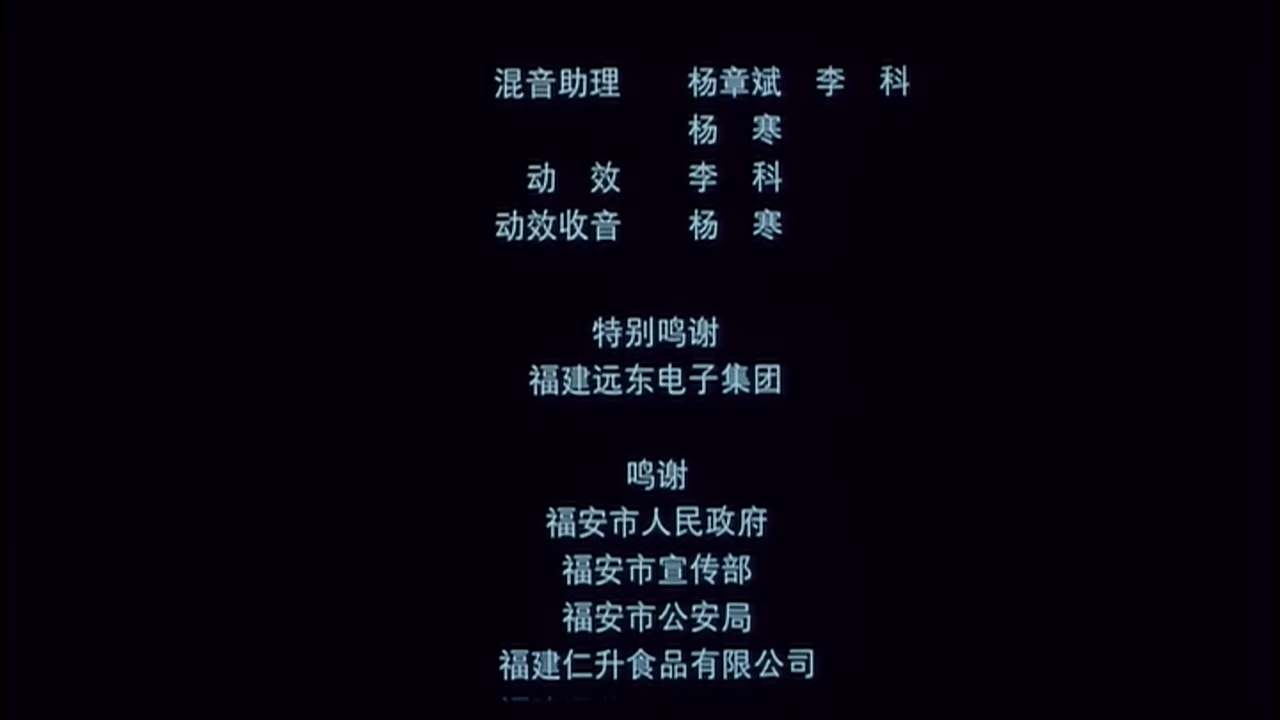 混音助理 杨章斌 李 科
杨 寒
动 效 李 科
动效收音 杨 寒
特别鸣谢
福建远东电子集团
鸣谢
福安市人民政府
福安市宣传部
福安市公安局
福建仁升食品有限公司